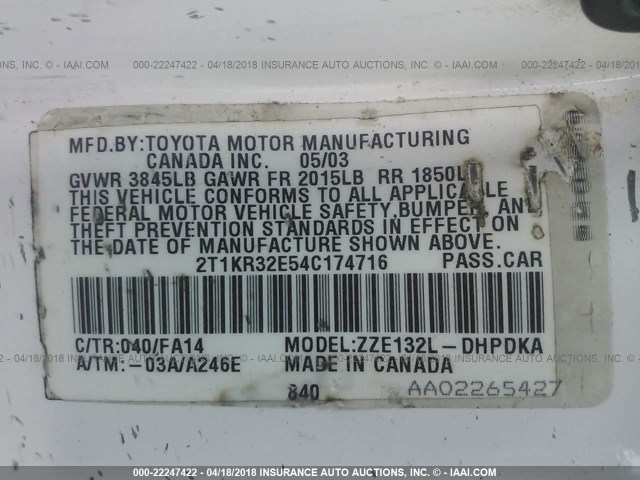 000-22247422 - 04/18/2018 - INSURANCE AUTO AUCTIONS, INC. - IAAI.COM
MFD.BY:TOYOTA MOTOR MANUFACTURING
CANADA INC. 05/03
GVWR 3845LB GAWR FR 2015LB RR 1850L
THIS VEHICLE CONFORMS TO ALL APPLICABLE
FEDERAL MOTOR VEHICLE SAFETY,BUMPER, AND
THEFT PREVENTION STANDARDS IN EFFECT ON
THE DATE OF MANUFACTURE SHOWN ABOVE.
2T1KR32E54C174716 PASS.CAR
C/TR:040/FA14 MODEL:ZZE132L-DHPDKA
A/TM:-03A/A246E MADE IN CANADA
840 AA02265427
000-22247422 - 04/18/2018 - INSURANCE AUTO AUCTIONS, INC. - IAAI.COM